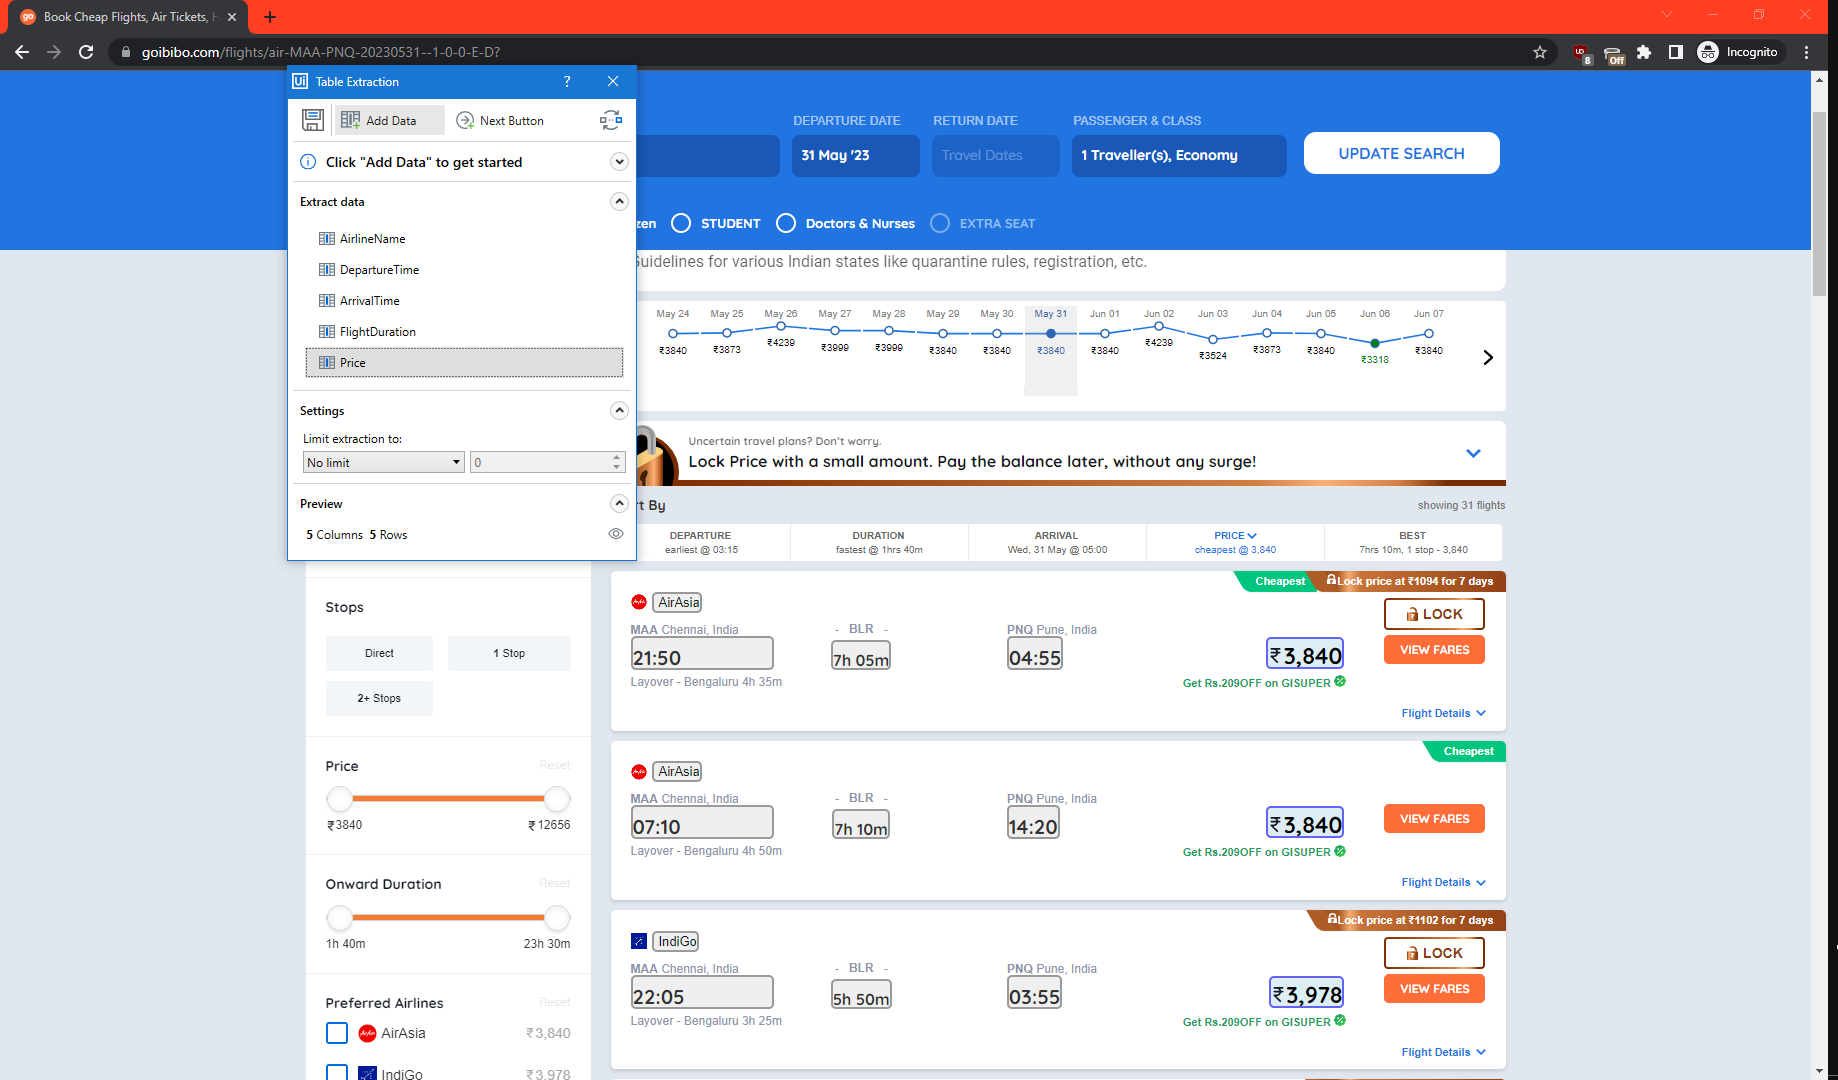 Book Cheap Flights, Air Tickets, H
goibibo.com/flights/air-MAA-PNQ-20230531--1-0-0-E-D?
8
Off
Incognito
Ui Table Extraction ?
Add Data
Next Button
Click "Add Data" to get started
Extract data
AirlineName
DepartureTime
ArrivalTime
FlightDuration
Price
Settings
Limit extraction to:
No limit
0
Preview
5 Columns 5 Rows
DEPARTURE DATE
RETURN DATE
PASSENGER & CLASS
31 May '23
Travel Dates
1 Traveller(s), Economy
UPDATE SEARCH
zen
STUDENT
Doctors & Nurses
EXTRA SEAT
Guidelines for various Indian states like quarantine rules, registration, etc.
May 24 May 25 May 26 May 27 May 28 May 29 May 30 May 31 Jun 01 Jun 02 Jun 03 Jun 04 Jun 05 Jun 06 Jun 07
₹3840 ₹3873 ₹4239 ₹3999 ₹3999 ₹3840 ₹3840 ₹3840 ₹3840 ₹4239 ₹3524 ₹3873 ₹3840 ₹3318 ₹3840
Uncertain travel plans? Don't worry.
Lock Price with a small amount. Pay the balance later, without any surge!
rt By
showing 31 flights
DEPARTURE DURATION ARRIVAL PRICE BEST
earliest @ 03:15 fastest @ 1hrs 40m Wed, 31 May @ 05:00 cheapest @ 3,840 7hrs 10m, 1 stop - 3,840
Stops
Direct 1 Stop
2+ Stops
Price Reset
₹3840 ₹12656
Onward Duration Reset
1h 40m 23h 30m
Preferred Airlines Reset
AirAsia ₹3,840
IndiGo ₹3,978
Cheapest Lock price at ₹1094 for 7 days
AirAsia
LOCK
MAA Chennai, India - BLR - PNQ Pune, India
21:50 7h 05m 04:55 ₹3,840 VIEW FARES
Layover - Bengaluru 4h 35m Get Rs.209OFF on GISUPER
Flight Details
Cheapest
AirAsia
MAA Chennai, India - BLR - PNQ Pune, India
07:10 7h 10m 14:20 ₹3,840 VIEW FARES
Layover - Bengaluru 4h 50m Get Rs.209OFF on GISUPER
Flight Details
Lock price at ₹1102 for 7 days
IndiGo
LOCK
MAA Chennai, India - BLR - PNQ Pune, India
22:05 5h 50m 03:55 ₹3,978 VIEW FARES
Layover - Bengaluru 3h 25m Get Rs.209OFF on GISUPER
Flight Details